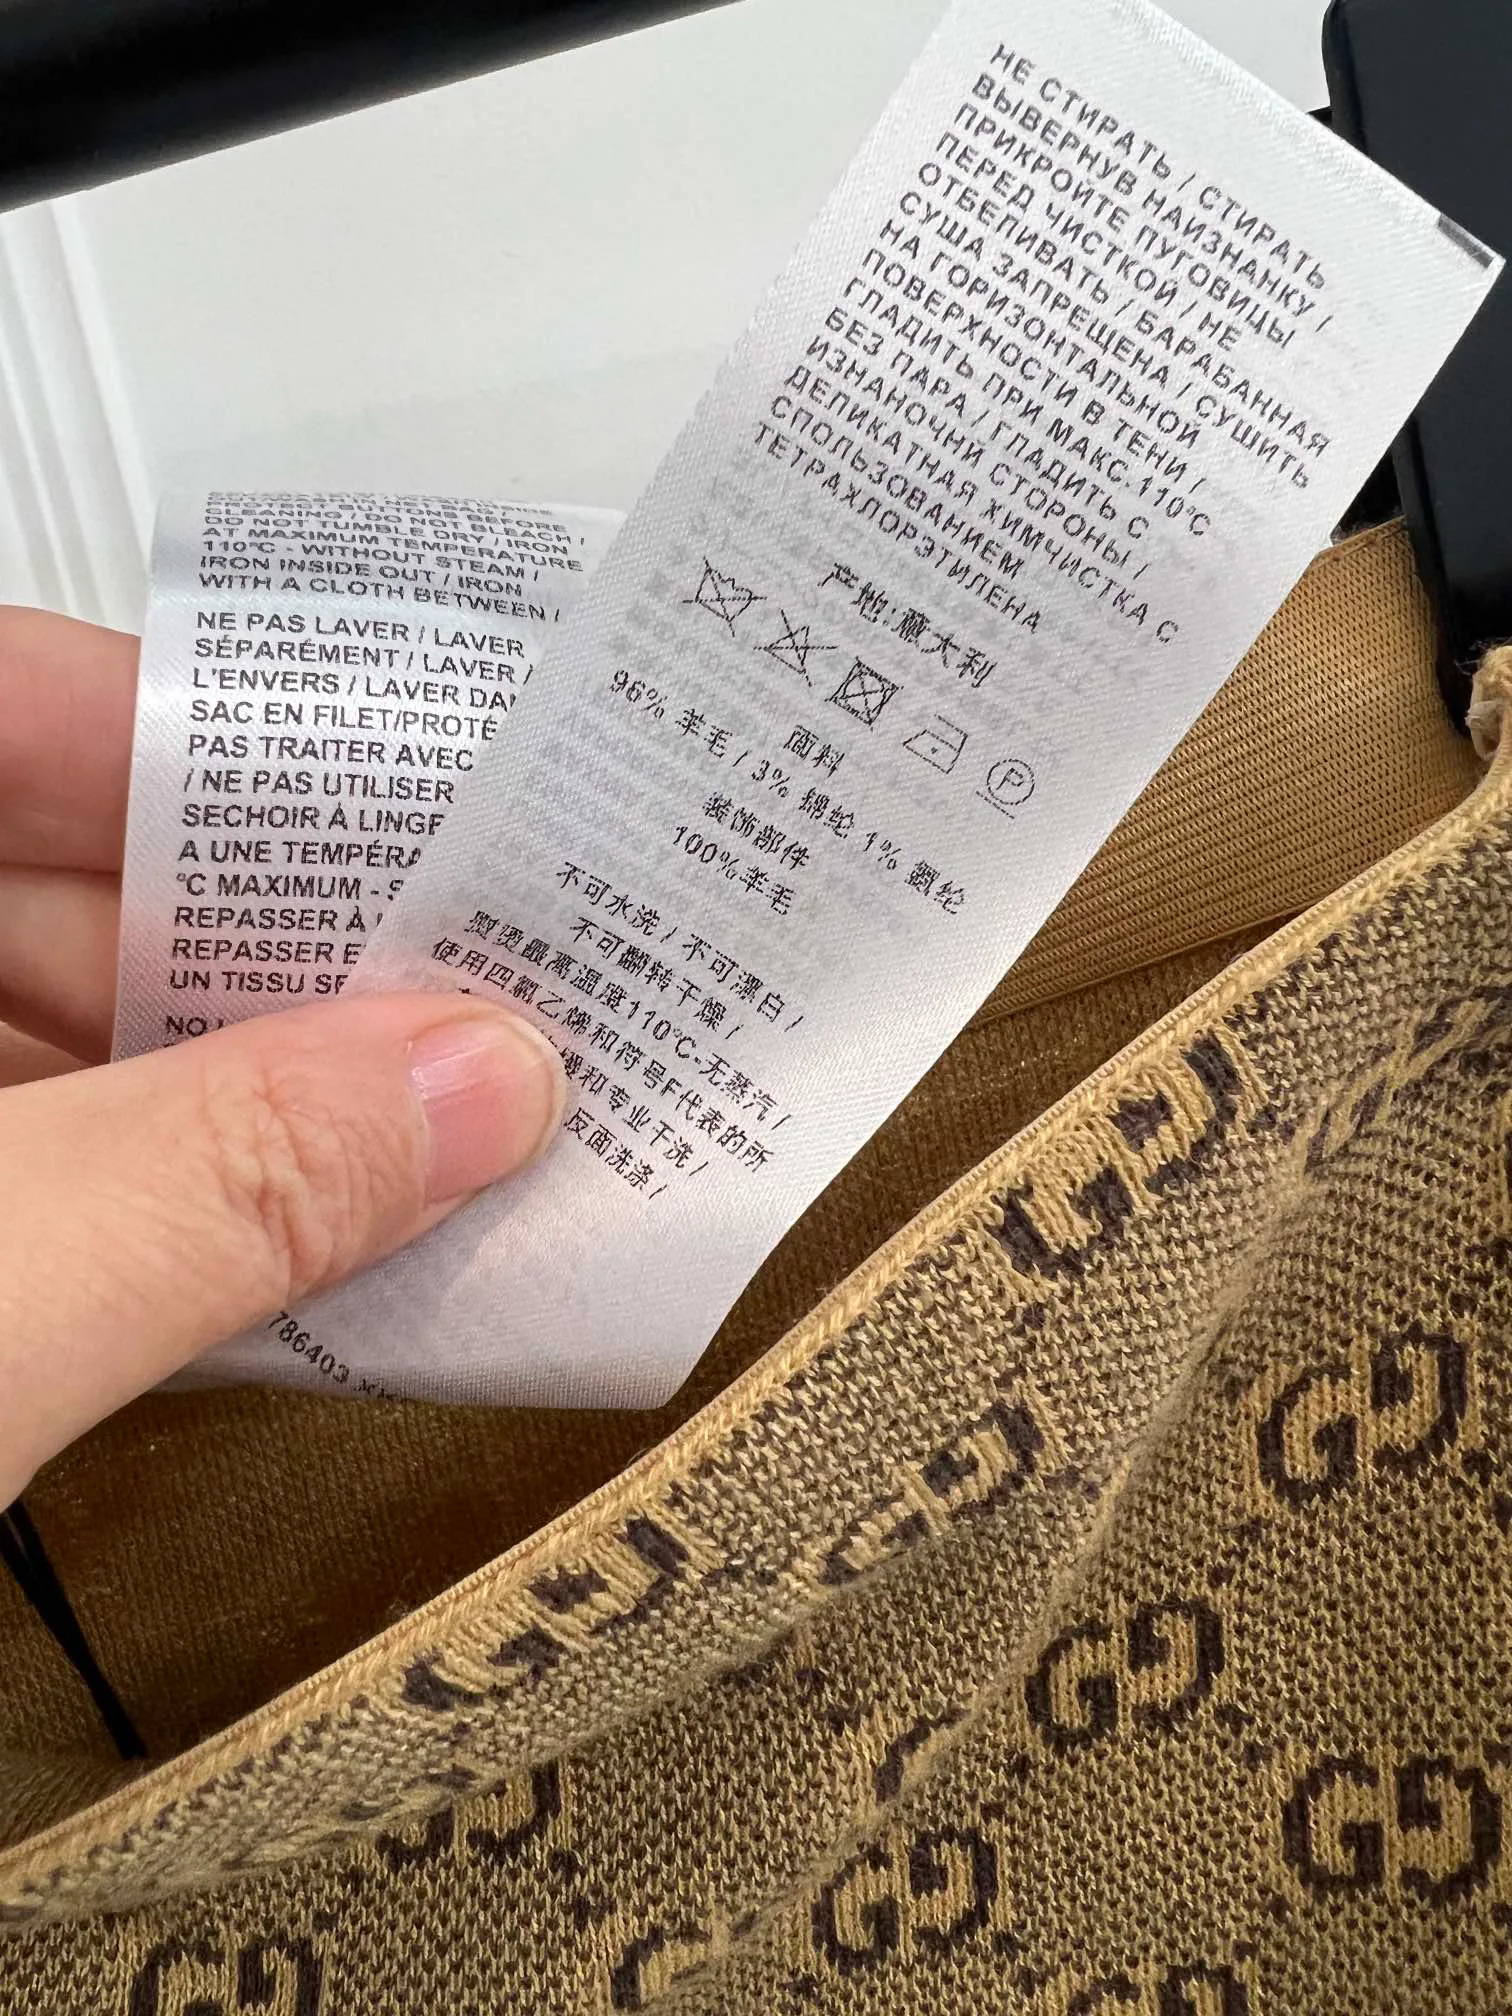 CLEANING / DO NOT BLEACH /
DO NOT TUMBLE DRY / IRON
AT MAXIMUM TEMPERATURE
110°C - WITHOUT STEAM /
IRON INSIDE OUT / IRON
WITH A CLOTH BETWEEN /
NE PAS LAVER / LAVER
SÉPARÉMENT / LAVER /
L'ENVERS / LAVER
SAC EN FILET/PROTÉ
PAS TRAITER AVEC
/ NE PAS UTILISER
SECHOIR À
A UNE
°C MAXIMUM -
REPASSER À
REPASSER
UN TISSU
786403
НЕ СТИРАТЬ / СТИРАТЬ
ВЫВЕРНУВ НАИЗНАНКУ /
ПРИКРОЙТЕ ПУГОВИЦЫ
ПЕРЕД ЧИСТКОЙ / НЕ
ОТБЕЛИВАТЬ / БАРАБАННАЯ
СУША ЗАПРЕЩЕНА / СУШИТЬ
НА ГОРИЗОНТАЛЬНОЙ
ПОВЕРХНОСТИ В ТЕНИ /
ГЛАДИТЬ ПРИ МАКС.110°C
БЕЗ ПАРА / ГЛАДИТЬ С
ИЗНАНОЧНИ СТОРОНЫ /
ДЕЛИКАТНАЯ ХИМЧИСТКА С
СПОЛЬЗОВАНИЕМ
ТЕТРАХЛОРЭТИЛЕНА
产地:意大利
P
面料
96% 羊毛 / 3% 锦纶 1% 氨纶
装饰部件
100%羊毛
不可水洗 / 不可漂白 /
不可翻转干燥 /
熨烫最高温度110°C-无蒸汽 /
使用四氯乙烯和符号F代表的所
和专业干洗 /
反面洗涤 /